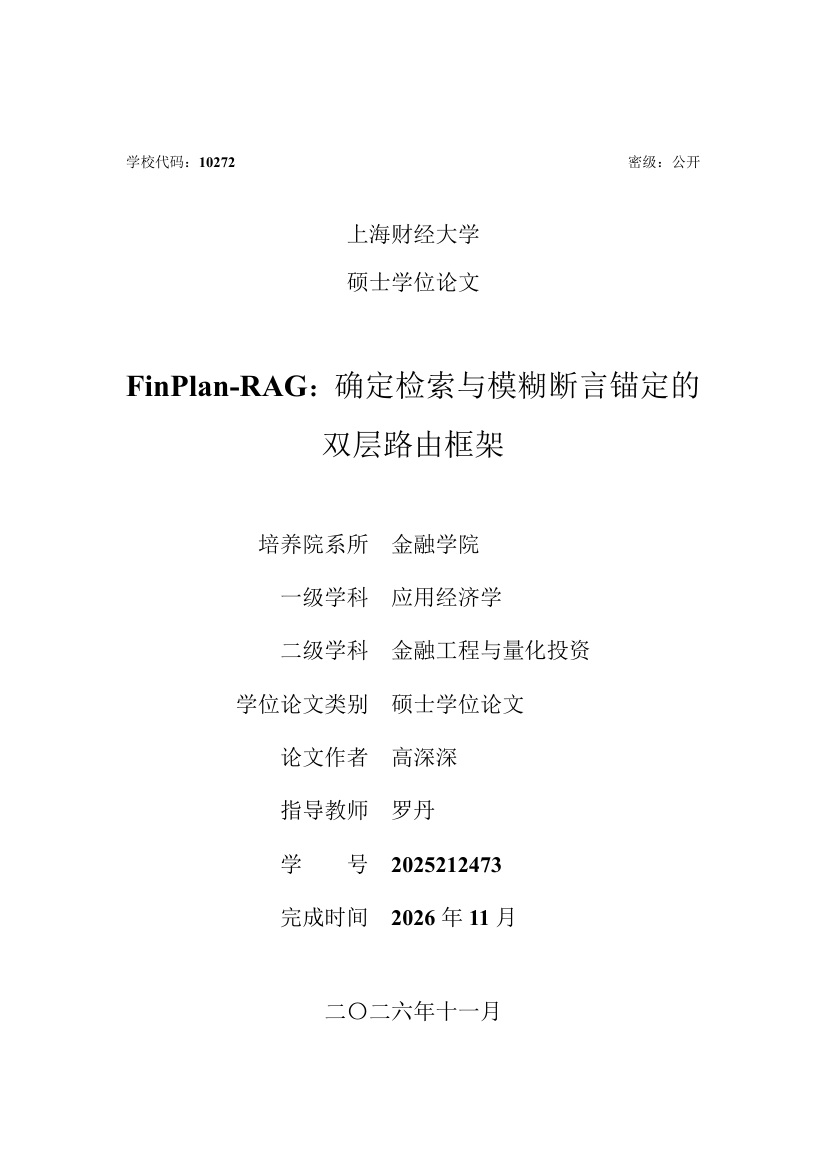 学校代码：10272 密级：公开
上海财经大学
硕士学位论文
FinPlan-RAG：确定检索与模糊断言锚定的
双层路由框架
培养院系所 金融学院
一级学科 应用经济学
二级学科 金融工程与量化投资
学位论文类别 硕士学位论文
论文作者 高深深
指导教师 罗丹
学 号 2025212473
完成时间 2026 年 11 月
二〇二六年十一月